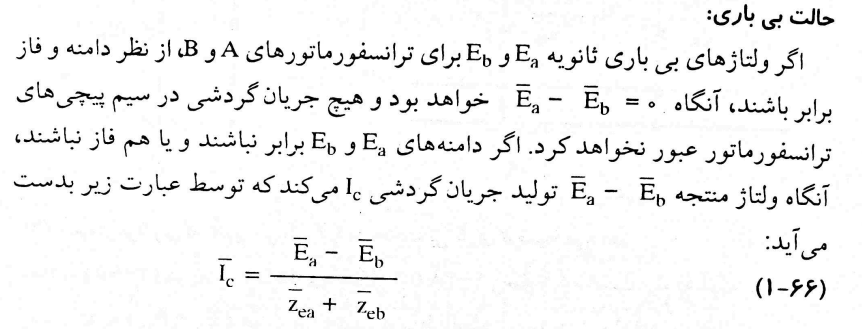 حالت بی باری:
اگر ولتاژهای بی باری ثانویه Ea و Eb برای ترانسفورماتورهای A و B، از نظر دامنه و فاز
برابر باشند، آنگاه Ēa − Ēb = ۰ خواهد بود و هیچ جریان گردشی در سیم پیچی‌های
ترانسفورماتور عبور نخواهد کرد. اگر دامنه‌های Ea و Eb برابر نباشند و یا هم فاز نباشند،
آنگاه ولتاژ منتجه Ēa − Ēb تولید جریان گردشی Ic می‌کند که توسط عبارت زیر بدست
می‌آید:
(۱-۶۶) Īc = (Ēa − Ēb) / (z̄ea + z̄eb)